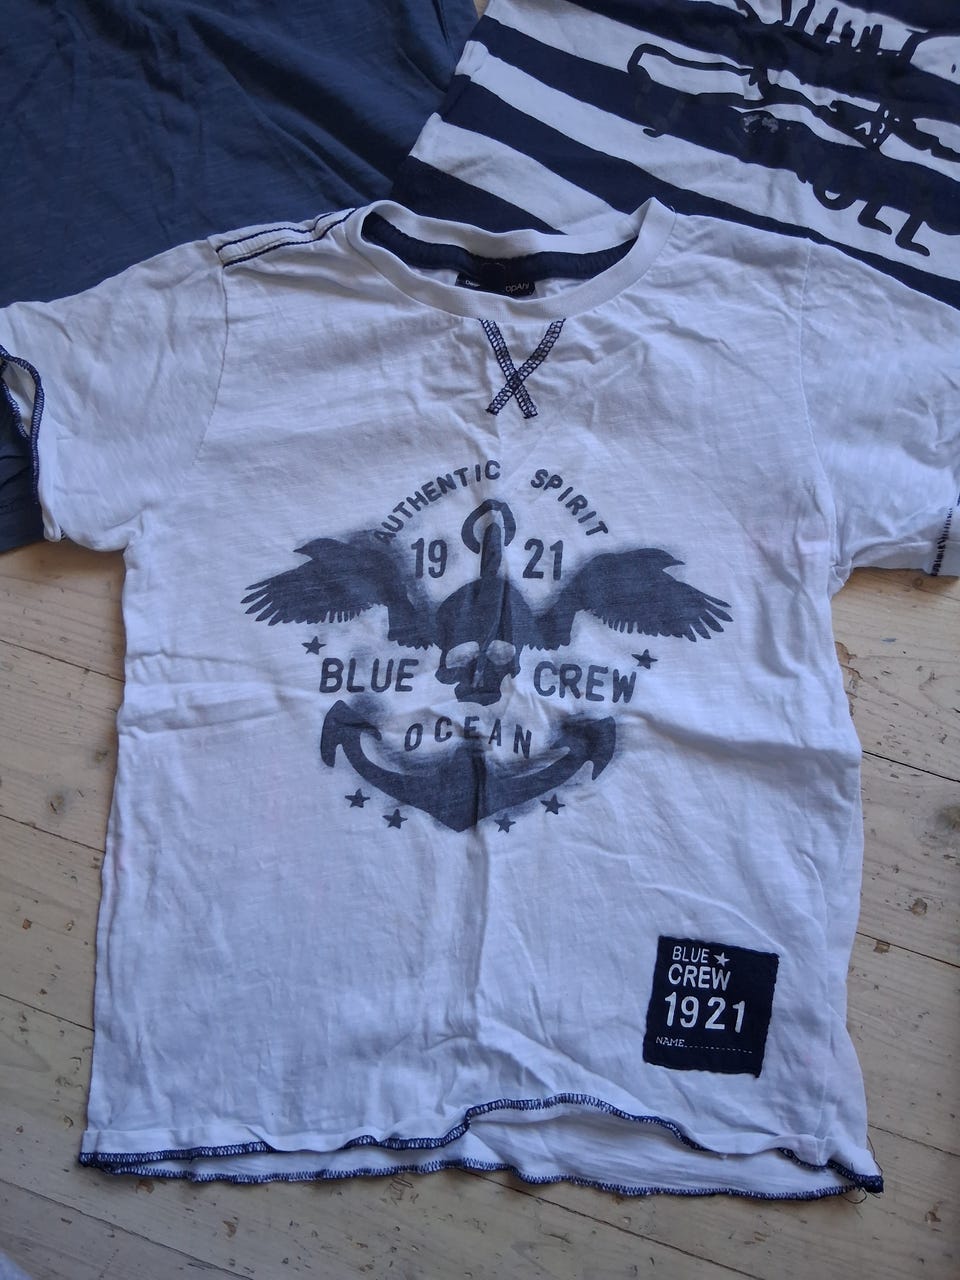 AUTHENTIC SPIRIT
19 21
BLUE CREW
OCEAN
BLUE
CREW
1921
NAME